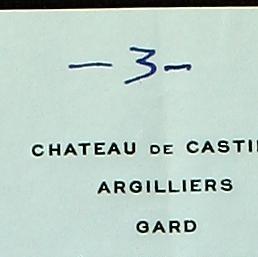 — 3 —
CHATEAU DE CASTI
ARGILLIERS
GARD